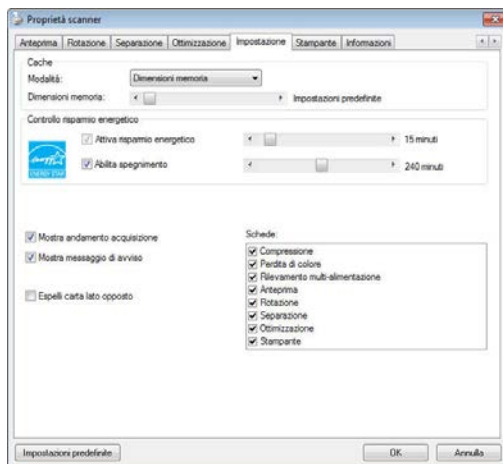 Proprietà scanner
Anteprima Rotazione Separazione Ottimizzazione Impostazione Stampante Informazioni
Cache
Modalità: Dimensioni memoria
Dimensioni memoria: Impostazioni predefinite
Controllo risparmio energetico
Attiva risparmio energetico 15 minuti
Abilita spegnimento 240 minuti
ENERGY STAR
Mostra andamento acquisizione
Mostra messaggio di avviso
Espelli carta lato opposto
Schede:
Compressione
Perdita di colore
Rilevamento multi-alimentazione
Anteprima
Rotazione
Separazione
Ottimizzazione
Stampante
Impostazioni predefinite OK Annulla